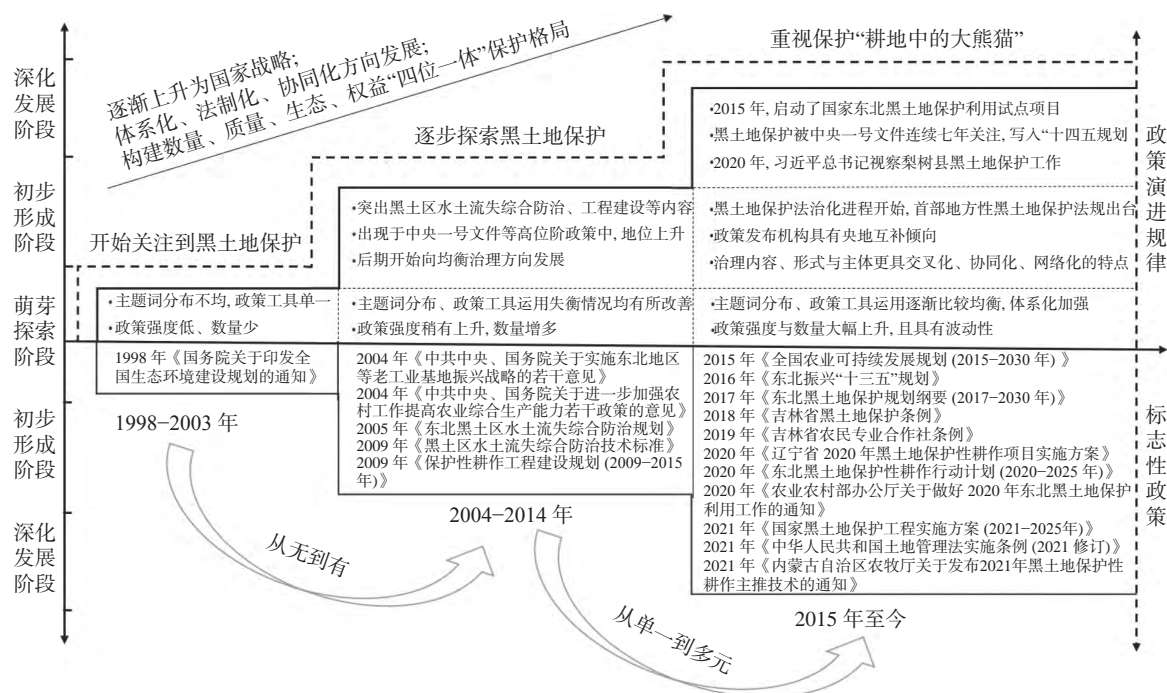 深化
发展
阶段
初步
形成
阶段
萌芽
探索
阶段
初步
形成
阶段
深化
发展
阶段
逐渐上升为国家战略;
体系化、法制化、协同化方向发展;
构建数量、质量、生态、权益“四位一体”保护格局
开始关注到黑土地保护
逐步探索黑土地保护
重视保护“耕地中的大熊猫”
·2015 年, 启动了国家东北黑土地保护利用试点项目
·黑土地保护被中央一号文件连续七年关注, 写入“十四五规划
·2020 年, 习近平总书记视察梨树县黑土地保护工作
·突出黑土区水土流失综合防治、工程建设等内容
·出现于中央一号文件等高位阶政策中, 地位上升
·后期开始向均衡治理方向发展
·黑土地保护法治化进程开始, 首部地方性黑土地保护法规出台
·政策发布机构具有央地互补倾向
·治理内容、形式与主体更具交叉化、协同化、网络化的特点
·主题词分布不均, 政策工具单一
·政策强度低、数量少
·主题词分布、政策工具运用失衡情况均有所改善
·政策强度稍有上升, 数量增多
·主题词分布、政策工具运用逐渐比较均衡, 体系化加强
·政策强度与数量大幅上升, 且具有波动性
1998 年《国务院关于印发全
国生态环境建设规划的通知》
1998−2003 年
2004 年《中共中央、国务院关于实施东北地区
等老工业基地振兴战略的若干意见》
2004 年《中共中央、国务院关于进一步加强农
村工作提高农业综合生产能力若干政策的意见》
2005 年《东北黑土区水土流失综合防治规划》
2009 年《黑土区水土流失综合防治技术标准》
2009 年《保护性耕作工程建设规划 (2009−2015
年)》
2004−2014 年
2015 年《全国农业可持续发展规划 (2015−2030 年)》
2016 年《东北振兴“十三五”规划》
2017 年《东北黑土地保护规划纲要 (2017−2030 年)》
2018 年《吉林省黑土地保护条例》
2019 年《吉林省农民专业合作社条例》
2020 年《辽宁省 2020 年黑土地保护性耕作项目实施方案》
2020 年《东北黑土地保护性耕作行动计划 (2020−2025 年)》
2020 年《农业农村部办公厅关于做好 2020 年东北黑土地保护
利用工作的通知》
2021 年《国家黑土地保护工程实施方案 (2021−2025年)》
2021 年《中华人民共和国土地管理法实施条例 (2021 修订)》
2021 年《内蒙古自治区农牧厅关于发布2021年黑土地保护性
耕作主推技术的通知》
2015 年至今
从无到有
从单一到多元
政策演进规律
标志性政策